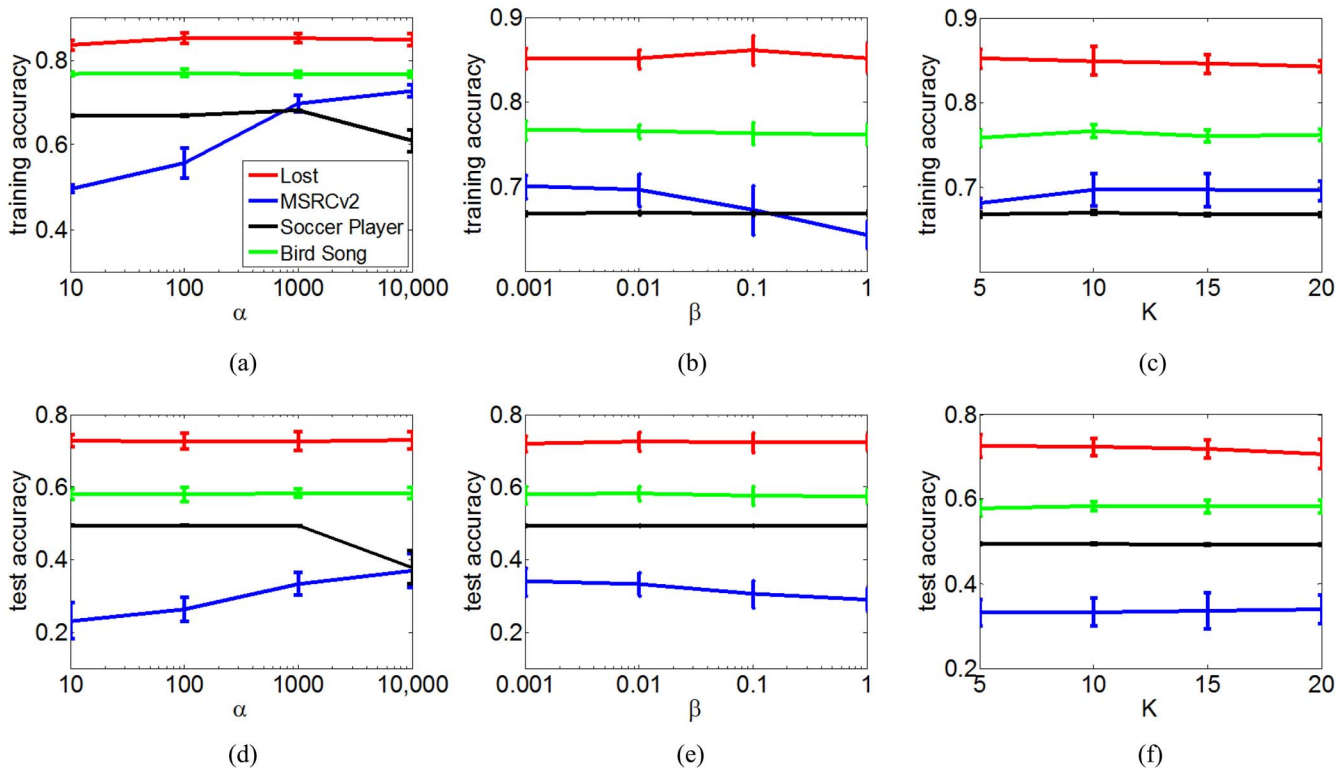 training accuracy
0.8
0.6
0.4
10
100
1000
10,000
α
Lost
MSRCv2
Soccer Player
Bird Song
(a)
training accuracy
0.9
0.8
0.7
0.001
0.01
0.1
1
β
(b)
training accuracy
0.9
0.8
0.7
5
10
15
20
K
(c)
test accuracy
0.8
0.6
0.4
0.2
10
100
1000
10,000
α
(d)
test accuracy
0.8
0.6
0.4
0.2
0.001
0.01
0.1
1
β
(e)
test accuracy
0.8
0.6
0.4
0.2
5
10
15
20
K
(f)